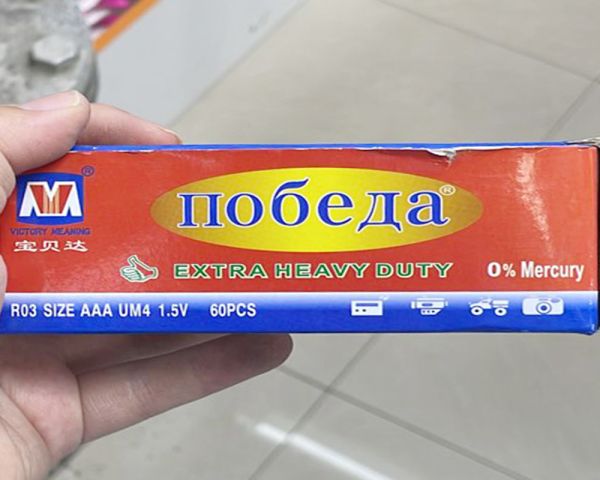 победа®
®
VICTORY MEANING
宝贝达
EXTRA HEAVY DUTY
0% Mercury
R03 SIZE AAA UM4 1.5V 60PCS